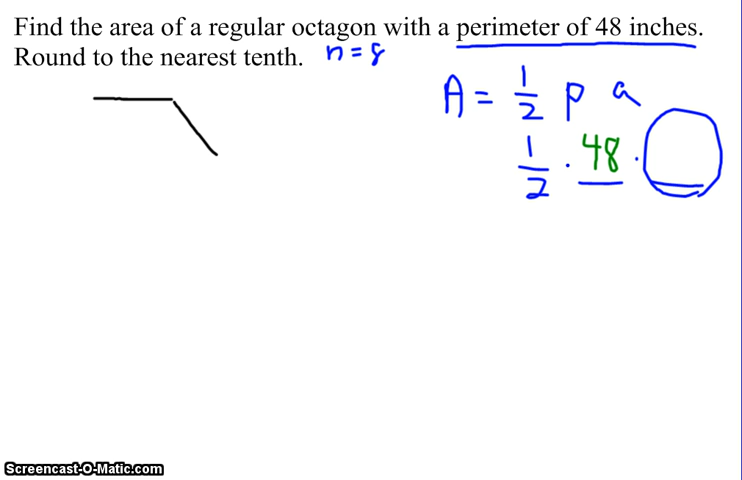 Find the area of a regular octagon with a perimeter of 48 inches.
Round to the nearest tenth. n = 8
A = 1/2 p a
1/2 · 48 ·
Screencast-O-Matic.com